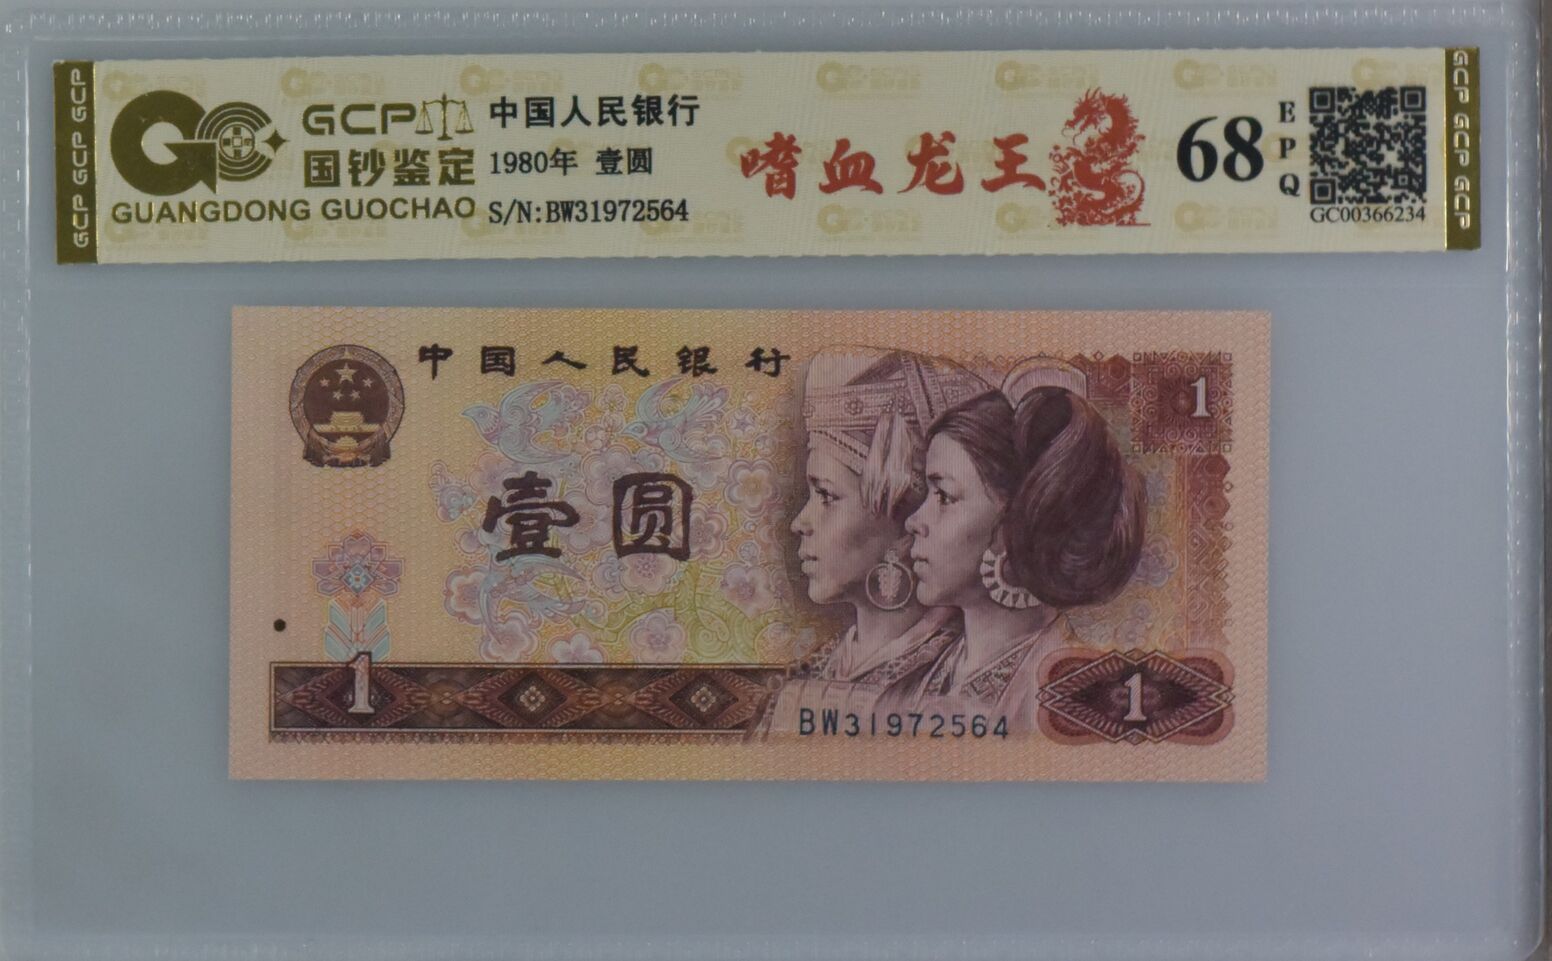 GCP GCP GCP
GCP
国钞鉴定
GUANGDONG GUOCHAO
中国人民银行
1980年 壹圆
S/N:BW31972564
嗜血龙王
68
EPQ
GC00366234
GCP GCP GCP
中国人民银行
1
壹圆
1
BW31972564
1